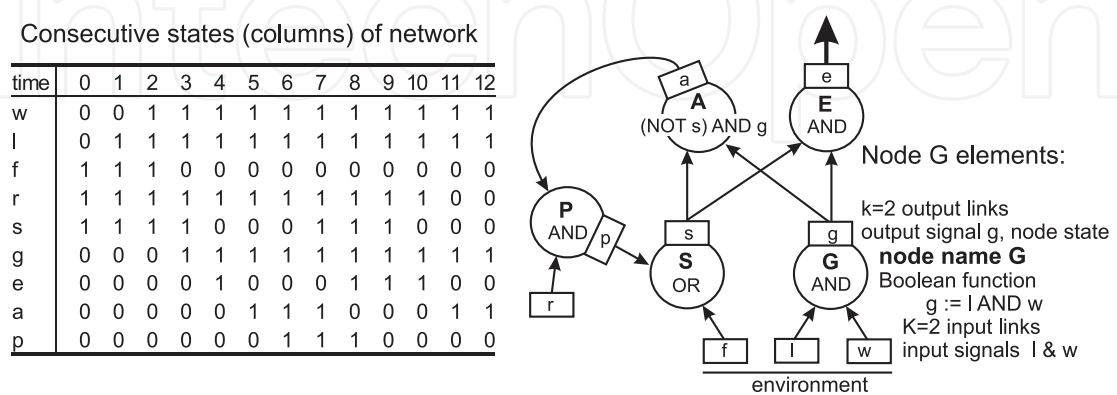 IntechOpen
Consecutive states (columns) of network
time 0 1 2 3 4 5 6 7 8 9 10 11 12
w 0 0 1 1 1 1 1 1 1 1 1 1 1
l 0 1 1 1 1 1 1 1 1 1 1 1 1
f 1 1 1 0 0 0 0 0 0 0 0 0 0
r 1 1 1 1 1 1 1 1 1 1 1 0 0
s 1 1 1 1 0 0 0 1 1 1 0 0 0
g 0 0 0 1 1 1 1 1 1 1 1 1 1
e 0 0 0 0 1 0 0 0 1 1 1 0 0
a 0 0 0 0 0 1 1 1 0 0 0 1 1
p 0 0 0 0 0 0 1 1 1 0 0 0 0
a
A
(NOT s) AND g
e
E
AND
P
AND
p
r
s
S
OR
g
G
AND
f
l
w
environment
Node G elements:
k=2 output links
output signal g, node state
node name G
Boolean function
g := l AND w
K=2 input links
input signals l & w